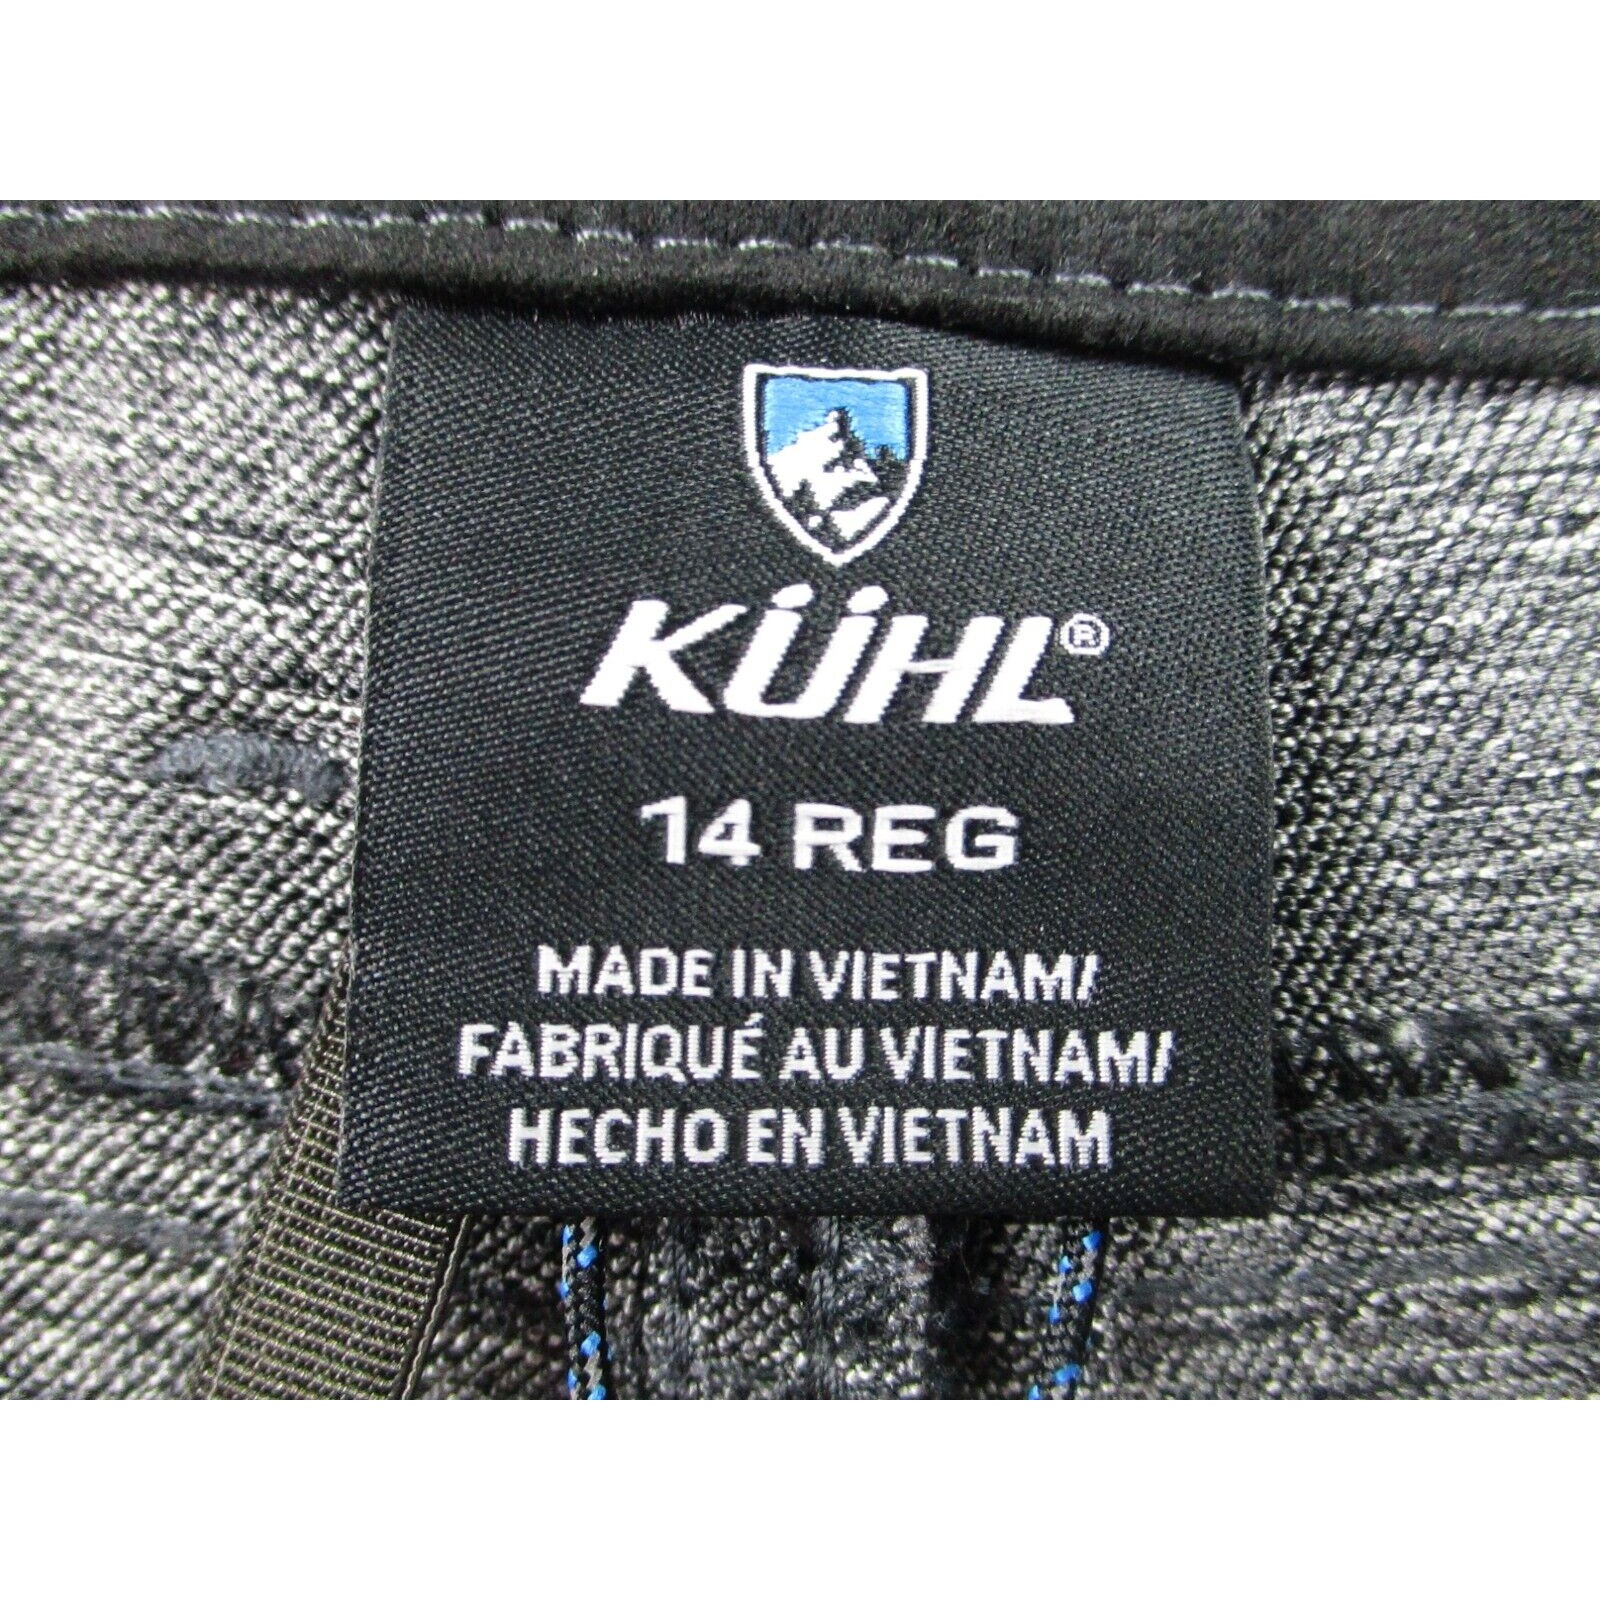 KÜHL®
14 REG
MADE IN VIETNAM/
FABRIQUÉ AU VIETNAM/
HECHO EN VIETNAM